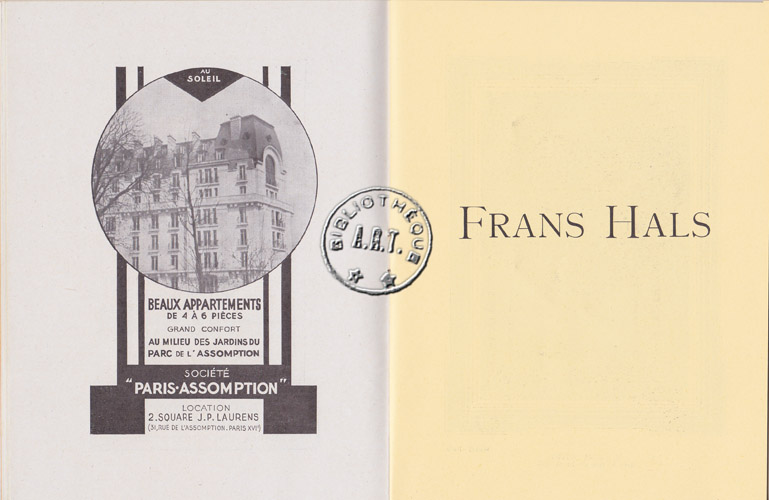 AU
SOLEIL
BEAUX APPARTEMENTS
DE 4 À 6 PIÈCES
GRAND CONFORT
AU MILIEU DES JARDINS DU
PARC DE L'ASSOMPTION
SOCIÉTÉ
"PARIS-ASSOMPTION"
LOCATION
2, SQUARE J. P. LAURENS
(31, RUE DE L'ASSOMPTION. PARIS XVIᵉ)
BIBLIOTHÈQUE
A.R.T.
FRANS HALS